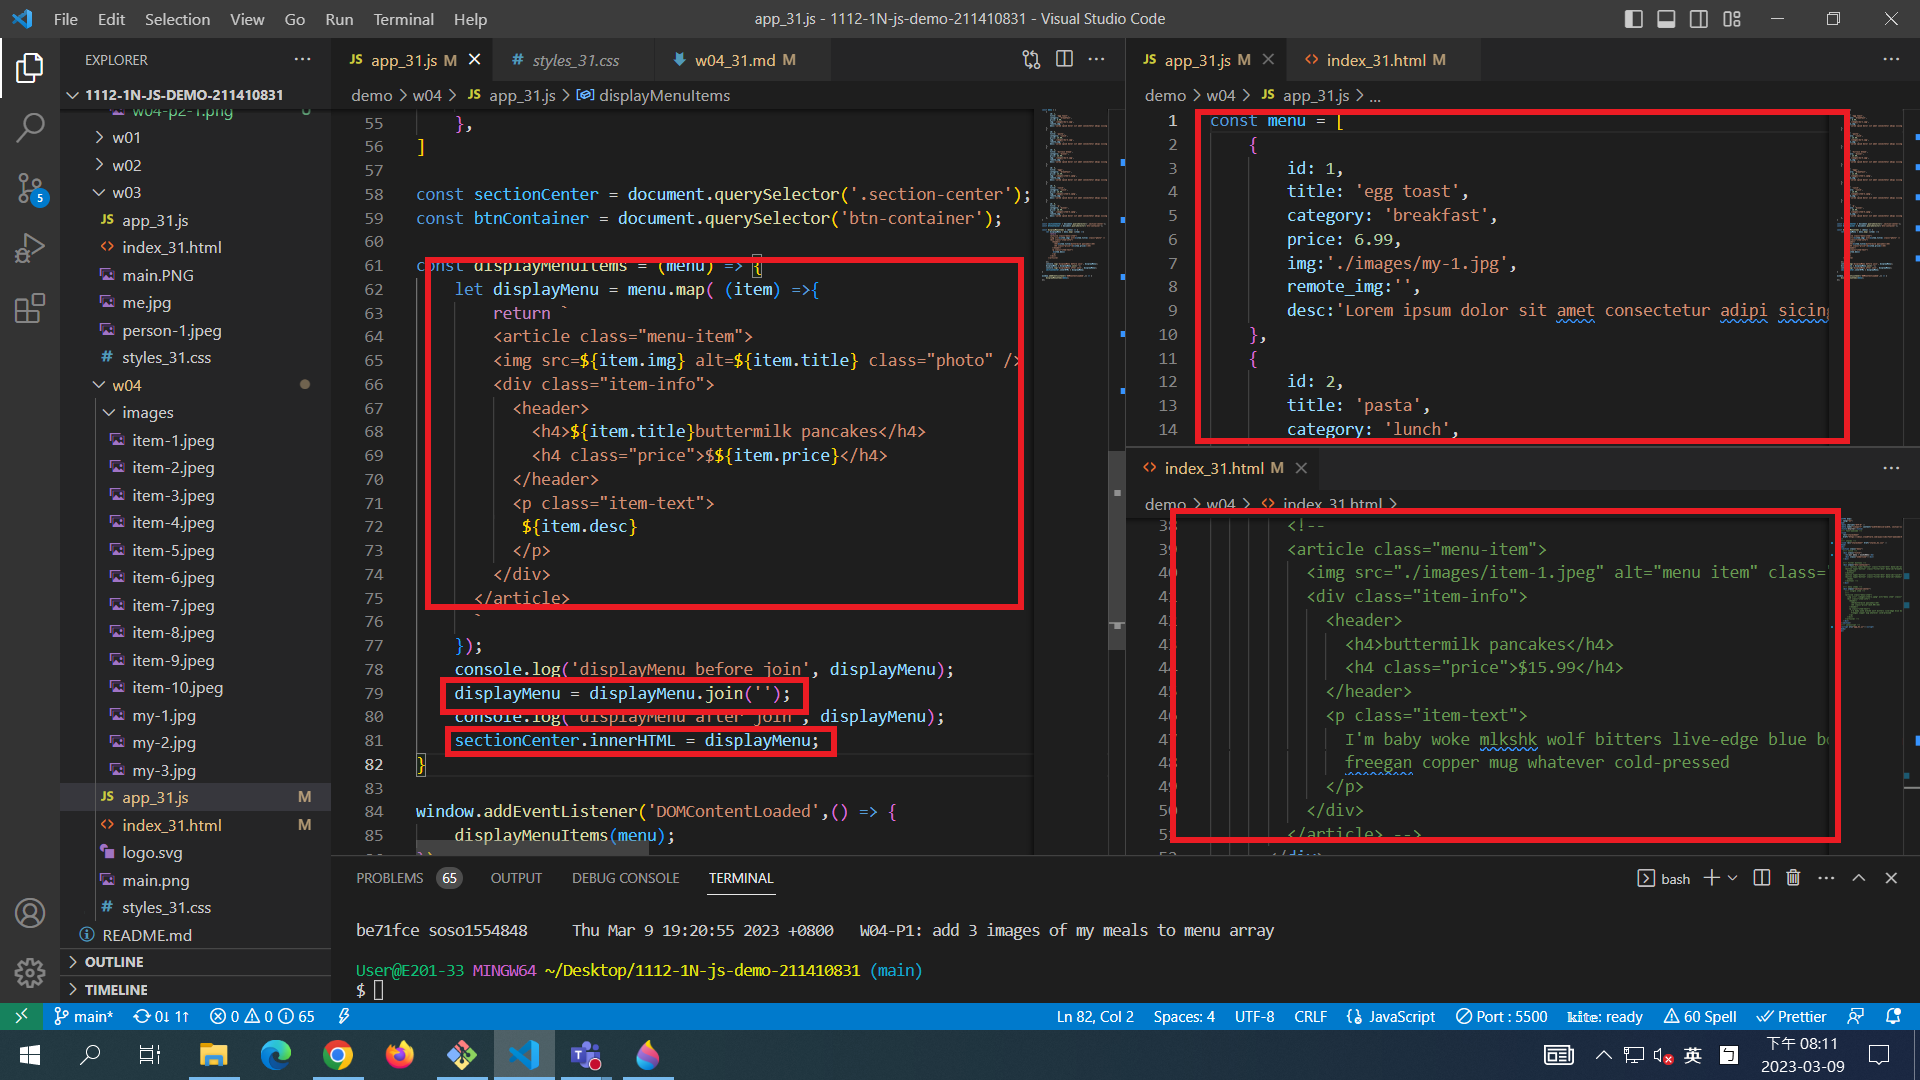 File Edit Selection View Go Run Terminal Help
app_31.js - 1112-1N-js-demo-211410831 - Visual Studio Code
EXPLORER
1112-1N-JS-DEMO-211410831
w04-p2-1.png
w01
w02
w03
app_31.js
index_31.html
main.PNG
me.jpg
person-1.jpeg
styles_31.css
w04
images
item-1.jpeg
item-2.jpeg
item-3.jpeg
item-4.jpeg
item-5.jpeg
item-6.jpeg
item-7.jpeg
item-8.jpeg
item-9.jpeg
item-10.jpeg
my-1.jpg
my-2.jpg
my-3.jpg
app_31.js M
index_31.html M
logo.svg
main.png
styles_31.css
README.md
OUTLINE
TIMELINE
5
app_31.js M styles_31.css w04_31.md M
demo > w04 > JS app_31.js > displayMenuItems
55 },
56 ]
57
58 const sectionCenter = document.querySelector('.section-center');
59 const btnContainer = document.querySelector('btn-container');
60
61 const displayMenuItems = (menu) => {
62 let displayMenu = menu.map( (item) =>{
63 return `
64 <article class="menu-item">
65 <img src=${item.img} alt=${item.title} class="photo" />
66 <div class="item-info">
67 <header>
68 <h4>${item.title}buttermilk pancakes</h4>
69 <h4 class="price">$${item.price}</h4>
70 </header>
71 <p class="item-text">
72 ${item.desc}
73 </p>
74 </div>
75 </article>
76 `
77 });
78 console.log('displayMenu before join', displayMenu);
79 displayMenu = displayMenu.join('');
80 console.log('displayMenu after join', displayMenu);
81 sectionCenter.innerHTML = displayMenu;
82 }
83
84 window.addEventListener('DOMContentLoaded',() => {
85 displayMenuItems(menu);
app_31.js M index_31.html M
demo > w04 > JS app_31.js > ...
1 const menu = [
2 {
3 id: 1,
4 title: 'egg toast',
5 category: 'breakfast',
6 price: 6.99,
7 img:'./images/my-1.jpg',
8 remote_img:'',
9 desc:'Lorem ipsum dolor sit amet consectetur adipi sicing
10 },
11 {
12 id: 2,
13 title: 'pasta',
14 category: 'lunch',
index_31.html M
demo > w04 > index_31.html >
38 <!--
39 <article class="menu-item">
40 <img src="./images/item-1.jpeg" alt="menu item" class="
41 <div class="item-info">
42 <header>
43 <h4>buttermilk pancakes</h4>
44 <h4 class="price">$15.99</h4>
45 </header>
46 <p class="item-text">
47 I'm baby woke mlkshk wolf bitters live-edge blue
48 freegan copper mug whatever cold-pressed
49 </p>
50 </div>
51 </article> -->
52 </div>
PROBLEMS 65 OUTPUT DEBUG CONSOLE TERMINAL
bash
be71fce soso1554848 Thu Mar 9 19:20:55 2023 +0800 W04-P1: add 3 images of my meals to menu array
User@E201-33 MINGW64 ~/Desktop/1112-1N-js-demo-211410831 (main)
$
main* 0↓ 1↑ 0 0 65
Ln 82, Col 2 Spaces: 4 UTF-8 CRLF JavaScript Port : 5500 kite: ready 60 Spell Prettier
英
下午 08:11
2023-03-09